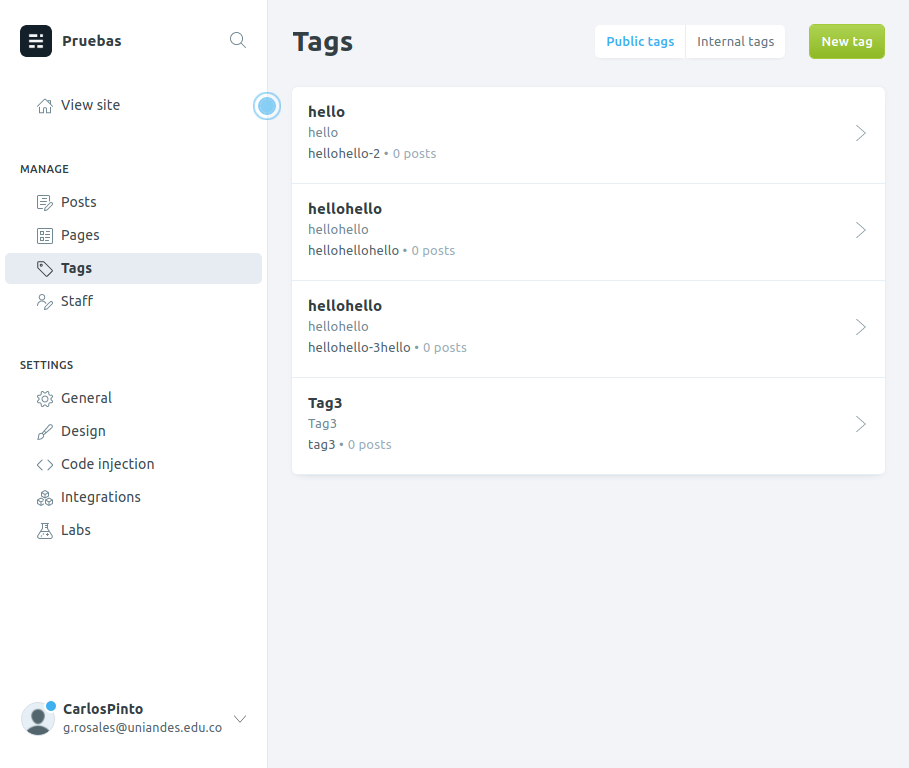 Pruebas
View site
MANAGE
Posts
Pages
Tags
Staff
SETTINGS
General
Design
Code injection
Integrations
Labs
CarlosPinto
g.rosales@uniandes.edu.co
Tags
Public tags
Internal tags
New tag
hello
hello
hellohello-2 • 0 posts
hellohello
hellohello
hellohellohello • 0 posts
hellohello
hellohello
hellohello-3hello • 0 posts
Tag3
Tag3
tag3 • 0 posts